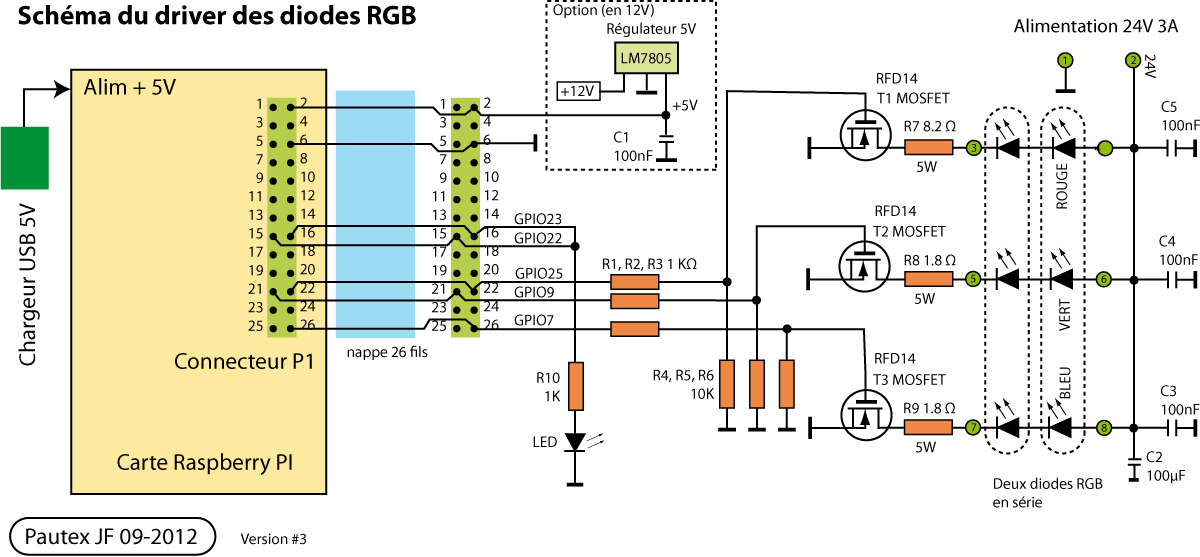 Schéma du driver des diodes RGB
Option (en 12V)
Régulateur 5V
LM7805
+12V
+5V
C1
100nF
Alimentation 24V 3A
1
2
24V
Alim + 5V
Chargeur USB 5V
1 2
3 4
5 6
7 8
9 10
11 12
13 14
15 16
17 18
19 20
21 22
23 24
25 26
Connecteur P1
Carte Raspberry PI
nappe 26 fils
1 2
3 4
5 6
7 8
9 10
11 12
13 14
15 16
17 18
19 20
21 22
23 24
25 26
GPIO23
GPIO22
GPIO25
GPIO9
GPIO7
R1, R2, R3 1 KΩ
R10
1K
LED
R4, R5, R6
10K
RFD14
T1 MOSFET
R7 8.2 Ω
5W
3
ROUGE
C5
100nF
RFD14
T2 MOSFET
R8 1.8 Ω
5W
5
6
VERT
C4
100nF
RFD14
T3 MOSFET
R9 1.8 Ω
5W
7
8
BLEU
C3
100nF
C2
100µF
Deux diodes RGB
en série
Pautex JF 09-2012
Version #3